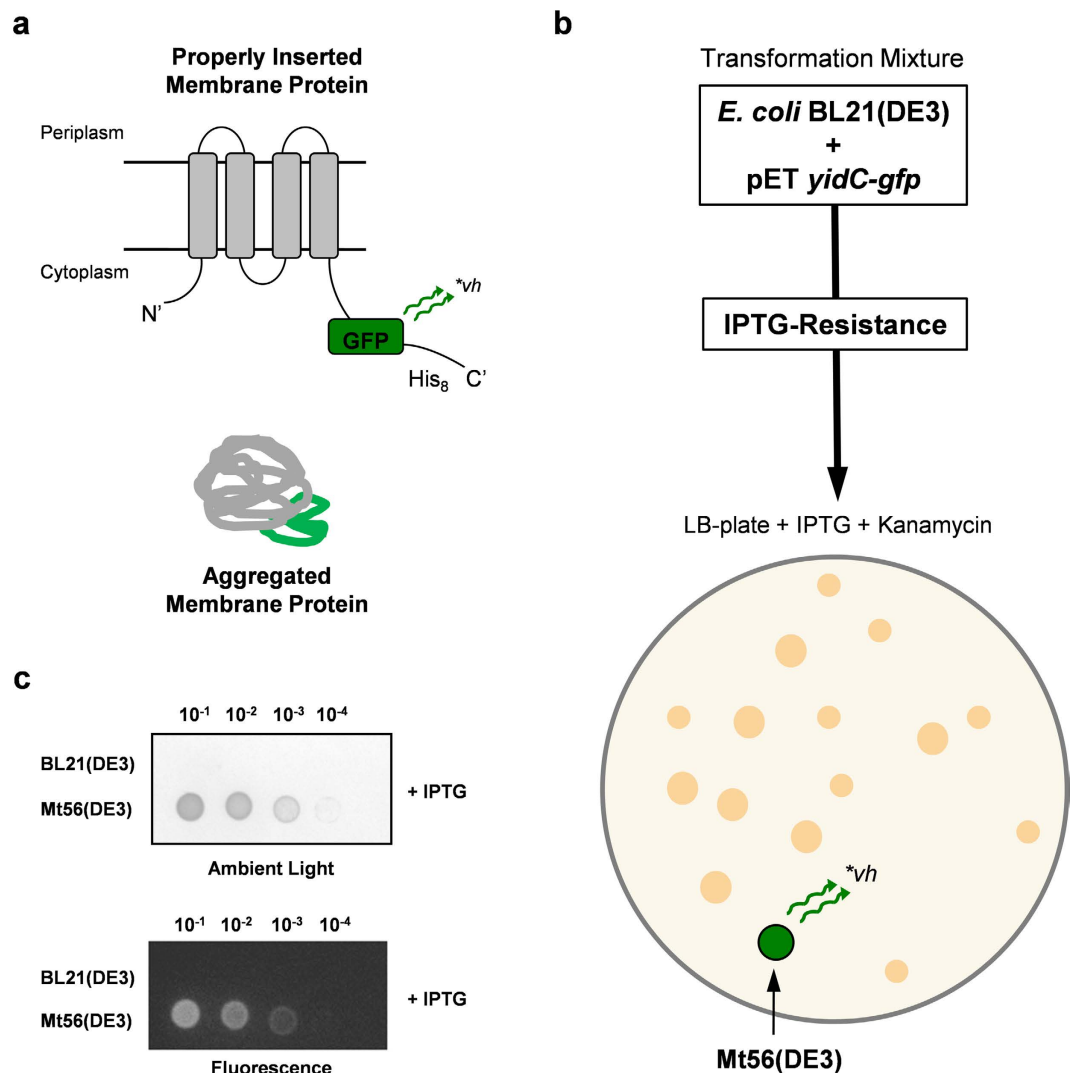 a
Properly Inserted
Membrane Protein
Periplasm
Cytoplasm
N’
*vh
GFP
His₈ C’
Aggregated
Membrane Protein
b
Transformation Mixture
E. coli BL21(DE3)
+
pET yidC-gfp
IPTG-Resistance
LB-plate + IPTG + Kanamycin
*vh
Mt56(DE3)
c
10⁻¹ 10⁻² 10⁻³ 10⁻⁴
BL21(DE3)
Mt56(DE3)
+ IPTG
Ambient Light
10⁻¹ 10⁻² 10⁻³ 10⁻⁴
BL21(DE3)
Mt56(DE3)
+ IPTG
Fluorescence